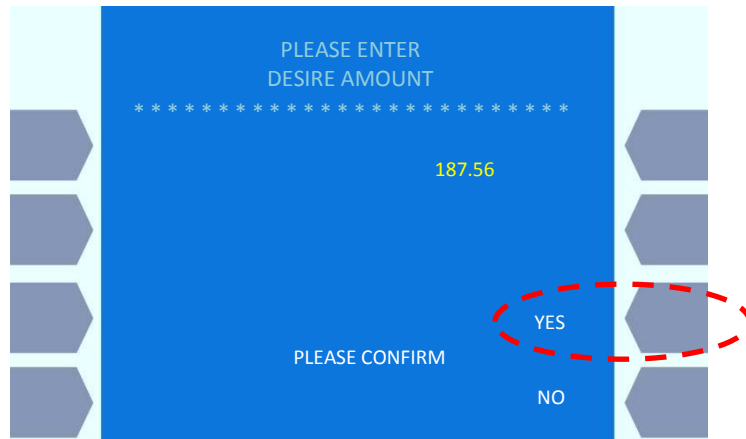 PLEASE ENTER
DESIRE AMOUNT
* * * * * * * * * * * * * * * * * * * * * * * * * *
187.56
YES
PLEASE CONFIRM
NO